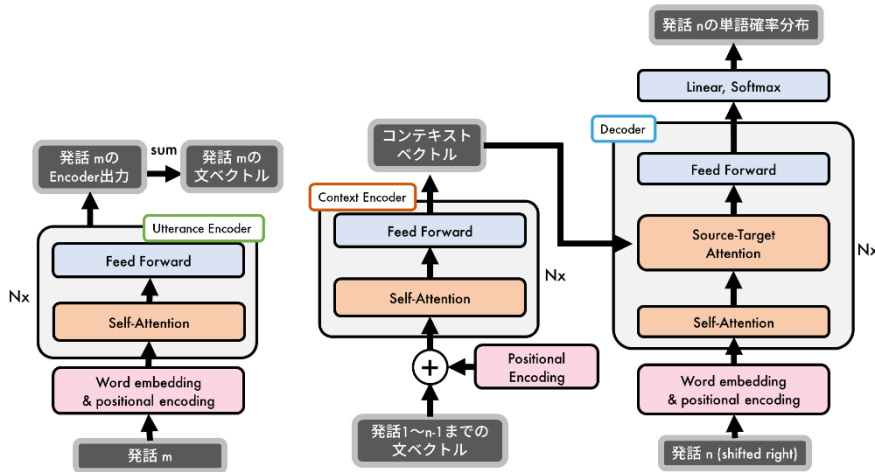 発話 mの
Encoder出力
sum
発話 mの
文ベクトル
Utterance Encoder
Feed Forward
Self-Attention
Nx
Word embedding
& positional encoding
発話 m
コンテキスト
ベクトル
Context Encoder
Feed Forward
Self-Attention
Nx
+
Positional
Encoding
発話1〜n-1までの
文ベクトル
発話 nの単語確率分布
Linear, Softmax
Decoder
Feed Forward
Source-Target
Attention
Nx
Self-Attention
Word embedding
& positional encoding
発話 n (shifted right)